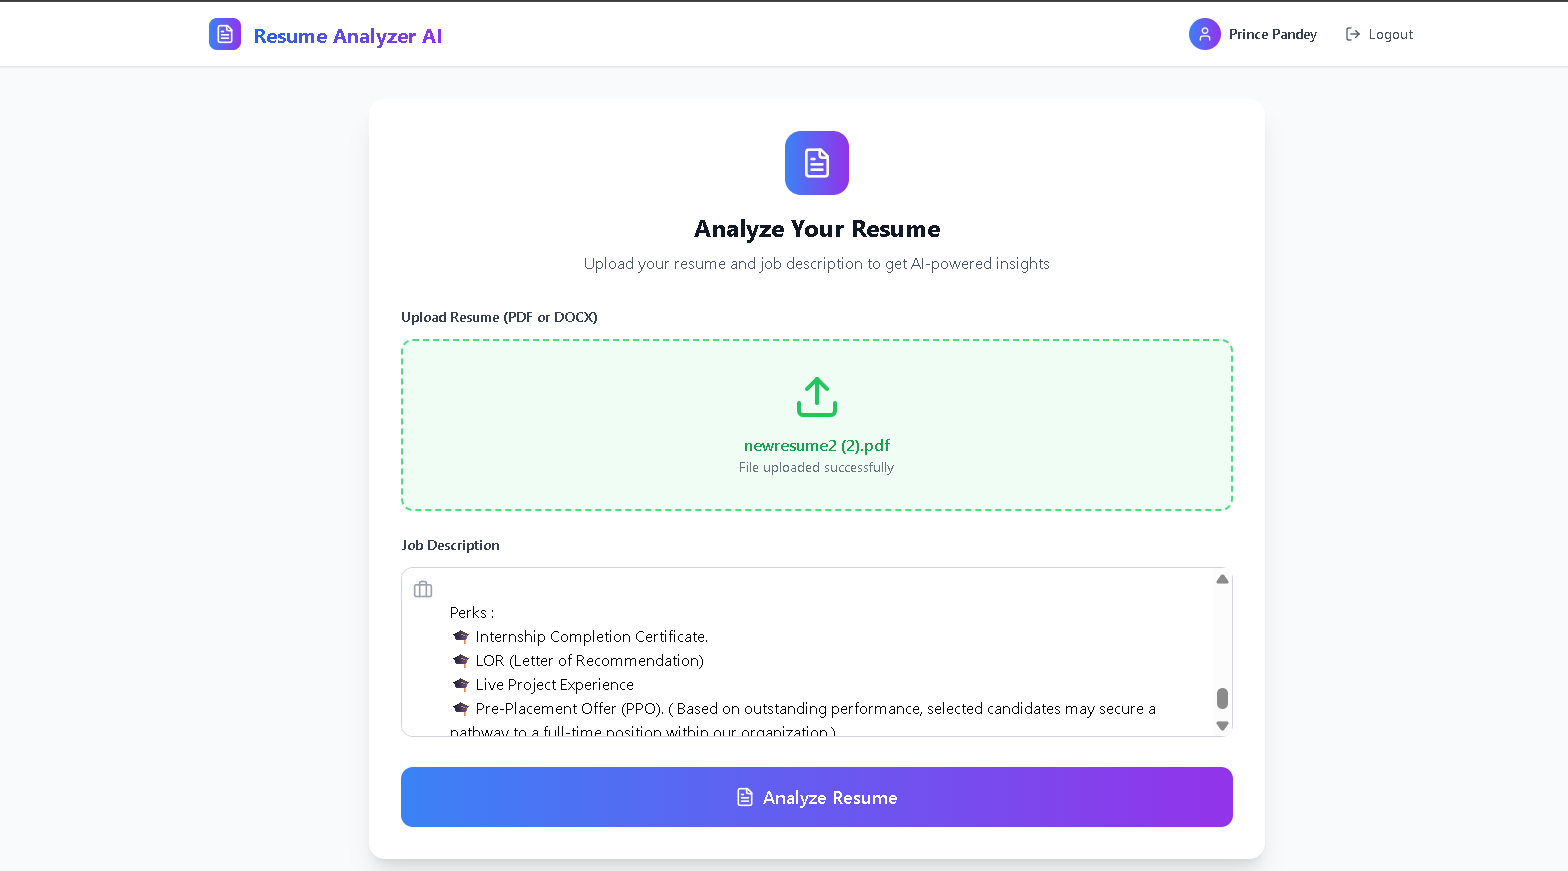 Resume Analyzer AI
Prince Pandey
Logout
Analyze Your Resume
Upload your resume and job description to get AI-powered insights
Upload Resume (PDF or DOCX)
newresume2 (2).pdf
File uploaded successfully
Job Description
Perks :
🎓 Internship Completion Certificate.
🎓 LOR (Letter of Recommendation)
🎓 Live Project Experience
🎓 Pre-Placement Offer (PPO). ( Based on outstanding performance, selected candidates may secure a
pathway to a full-time position within our organization.)
Analyze Resume